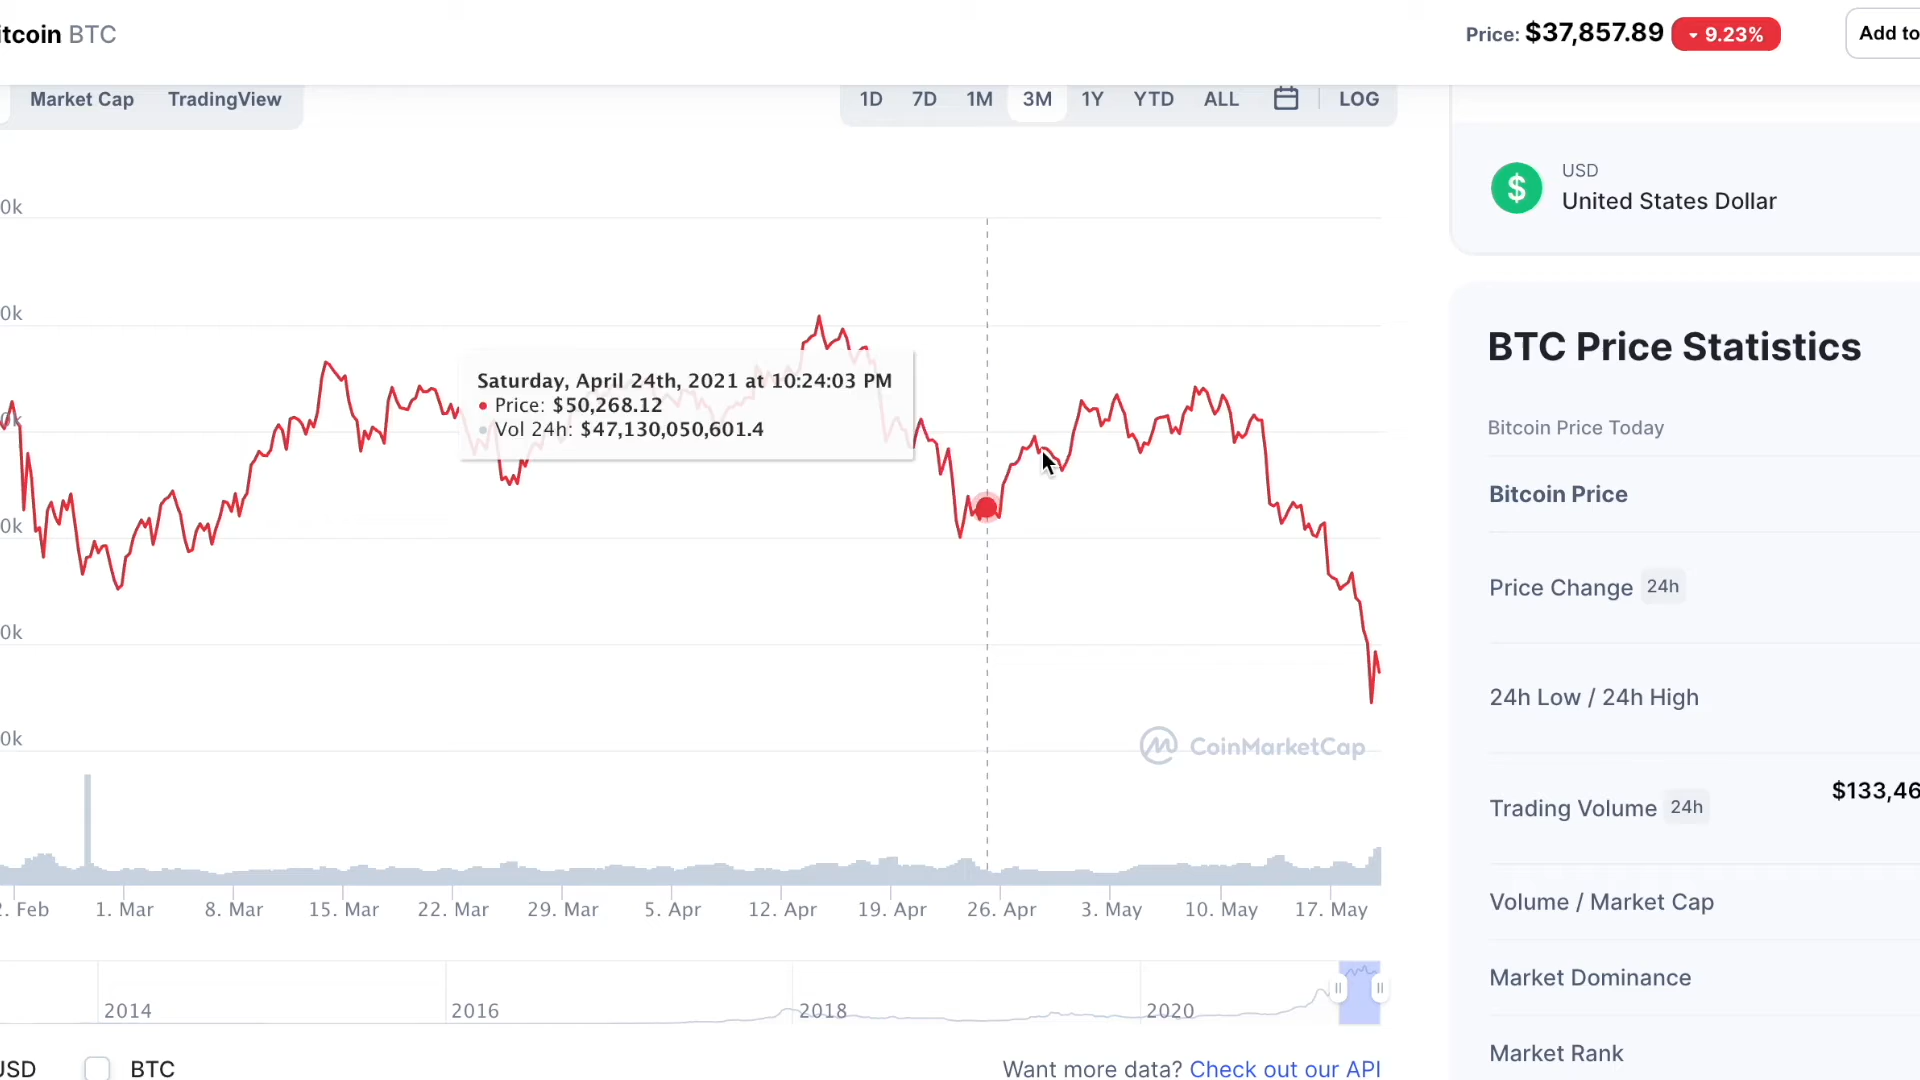 itcoin BTC
Price: $37,857.89 9.23%
Add to
Market Cap TradingView
1D 7D 1M 3M 1Y YTD ALL LOG
USD
United States Dollar
0k
0k
0k
0k
0k
0k
Saturday, April 24th, 2021 at 10:24:03 PM
Price: $50,268.12
Vol 24h: $47,130,050,601.4
CoinMarketCap
2. Feb 1. Mar 8. Mar 15. Mar 22. Mar 29. Mar 5. Apr 12. Apr 19. Apr 26. Apr 3. May 10. May 17. May
2014 2016 2018 2020
USD BTC
Want more data? Check out our API
BTC Price Statistics
Bitcoin Price Today
Bitcoin Price
Price Change 24h
24h Low / 24h High
Trading Volume 24h
$133,46
Volume / Market Cap
Market Dominance
Market Rank